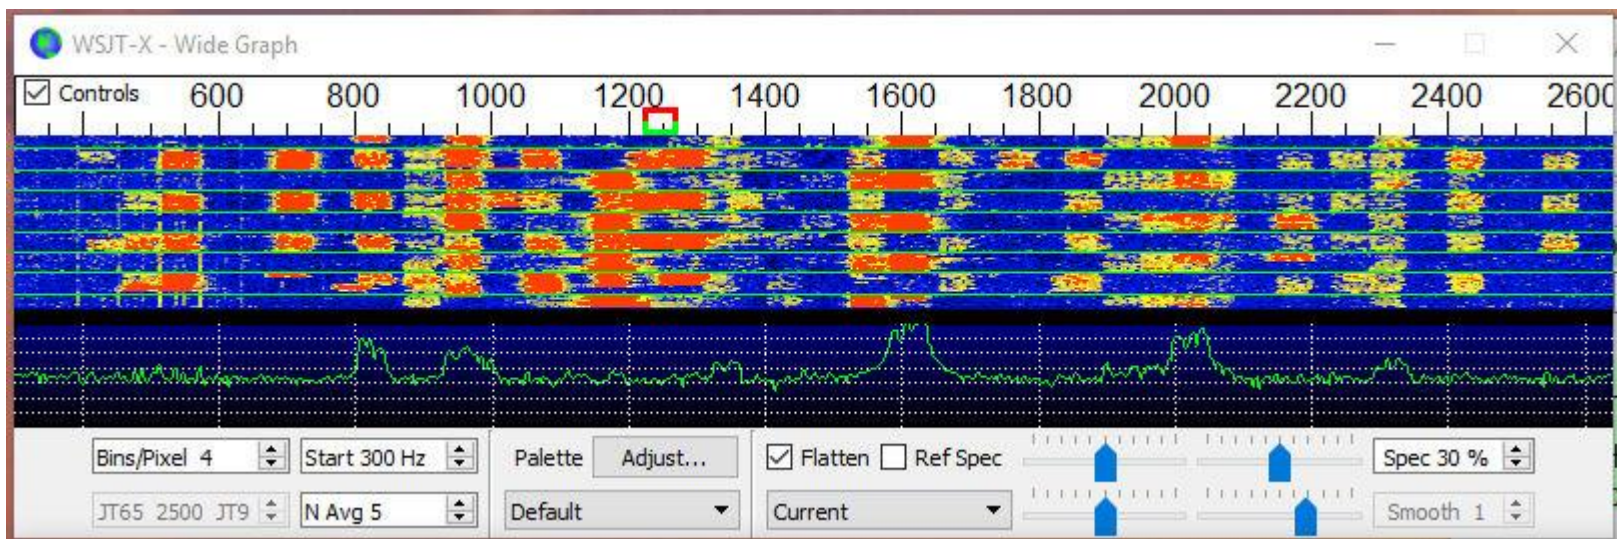 WSJT-X - Wide Graph
Controls 600 800 1000 1200 1400 1600 1800 2000 2200 2400 2600
Bins/Pixel 4 Start 300 Hz Palette Adjust... Flatten Ref Spec Spec 30 %
JT65 2500 JT9 N Avg 5 Default Current Smooth 1